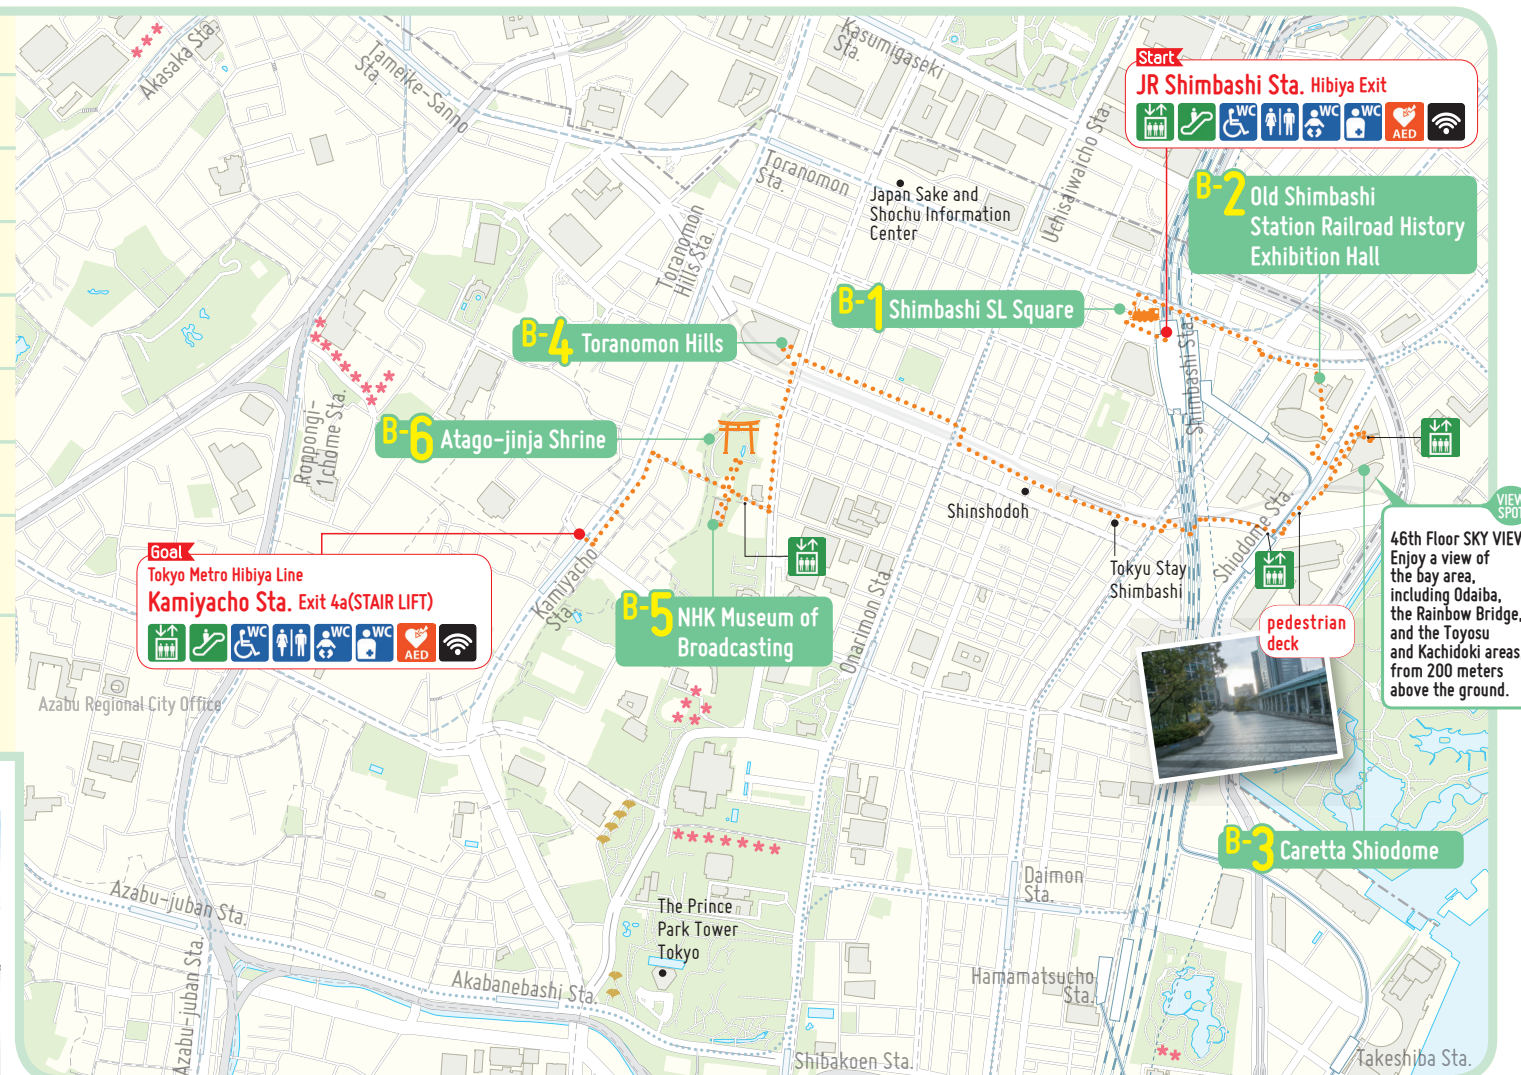 Akasaka Sta.
Tameike-Sanno
Sta.
Kasumigaseki
Sta.
Start
JR Shimbashi Sta. Hibiya Exit
WC
WC
WC
AED
Toranomon
Sta.
Uchisaiwaicho Sta.
Japan Sake and
Shochu Information
Center
B-2 Old Shimbashi
Station Railroad History
Exhibition Hall
Toranomon
Hills Sta.
B-1 Shimbashi SL Square
B-4 Toranomon Hills
Shimbashi Sta.
B-6 Atago-jinja Shrine
Roppongi-
1chome Sta.
Shinshodoh
VIEW
SPOT
Shiodome Sta.
46th Floor SKY VIEW
Enjoy a view of
the bay area,
including Odaiba,
the Rainbow Bridge,
and the Toyosu
and Kachidoki areas
from 200 meters
above the ground.
Goal
Tokyo Metro Hibiya Line
Kamiyacho Sta. Exit 4a(STAIR LIFT)
WC
WC
WC
AED
Kamiyacho
Sta.
Tokyu Stay
Shimbashi
B-5 NHK Museum of
Broadcasting
Onarimon Sta.
pedestrian
deck
Azabu Regional City Office
B-3 Caretta Shiodome
Daimon
Sta.
Azabu-juban Sta.
The Prince
Park Tower
Tokyo
Azabu-juban Sta.
Akabanebashi Sta.
Hamamatsucho
Sta.
Shibakoen Sta.
Takeshiba Sta.